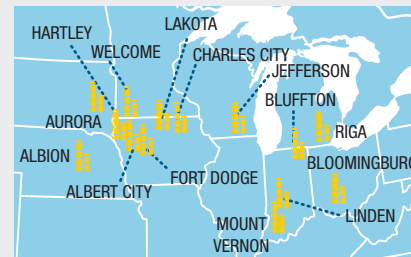 LAKOTA
HARTLEY
WELCOME
CHARLES CITY
JEFFERSON
BLUFFTON
AURORA
RIGA
ALBION
BLOOMINGBURG
ALBERT CITY
FORT DODGE
LINDEN
MOUNT
VERNON